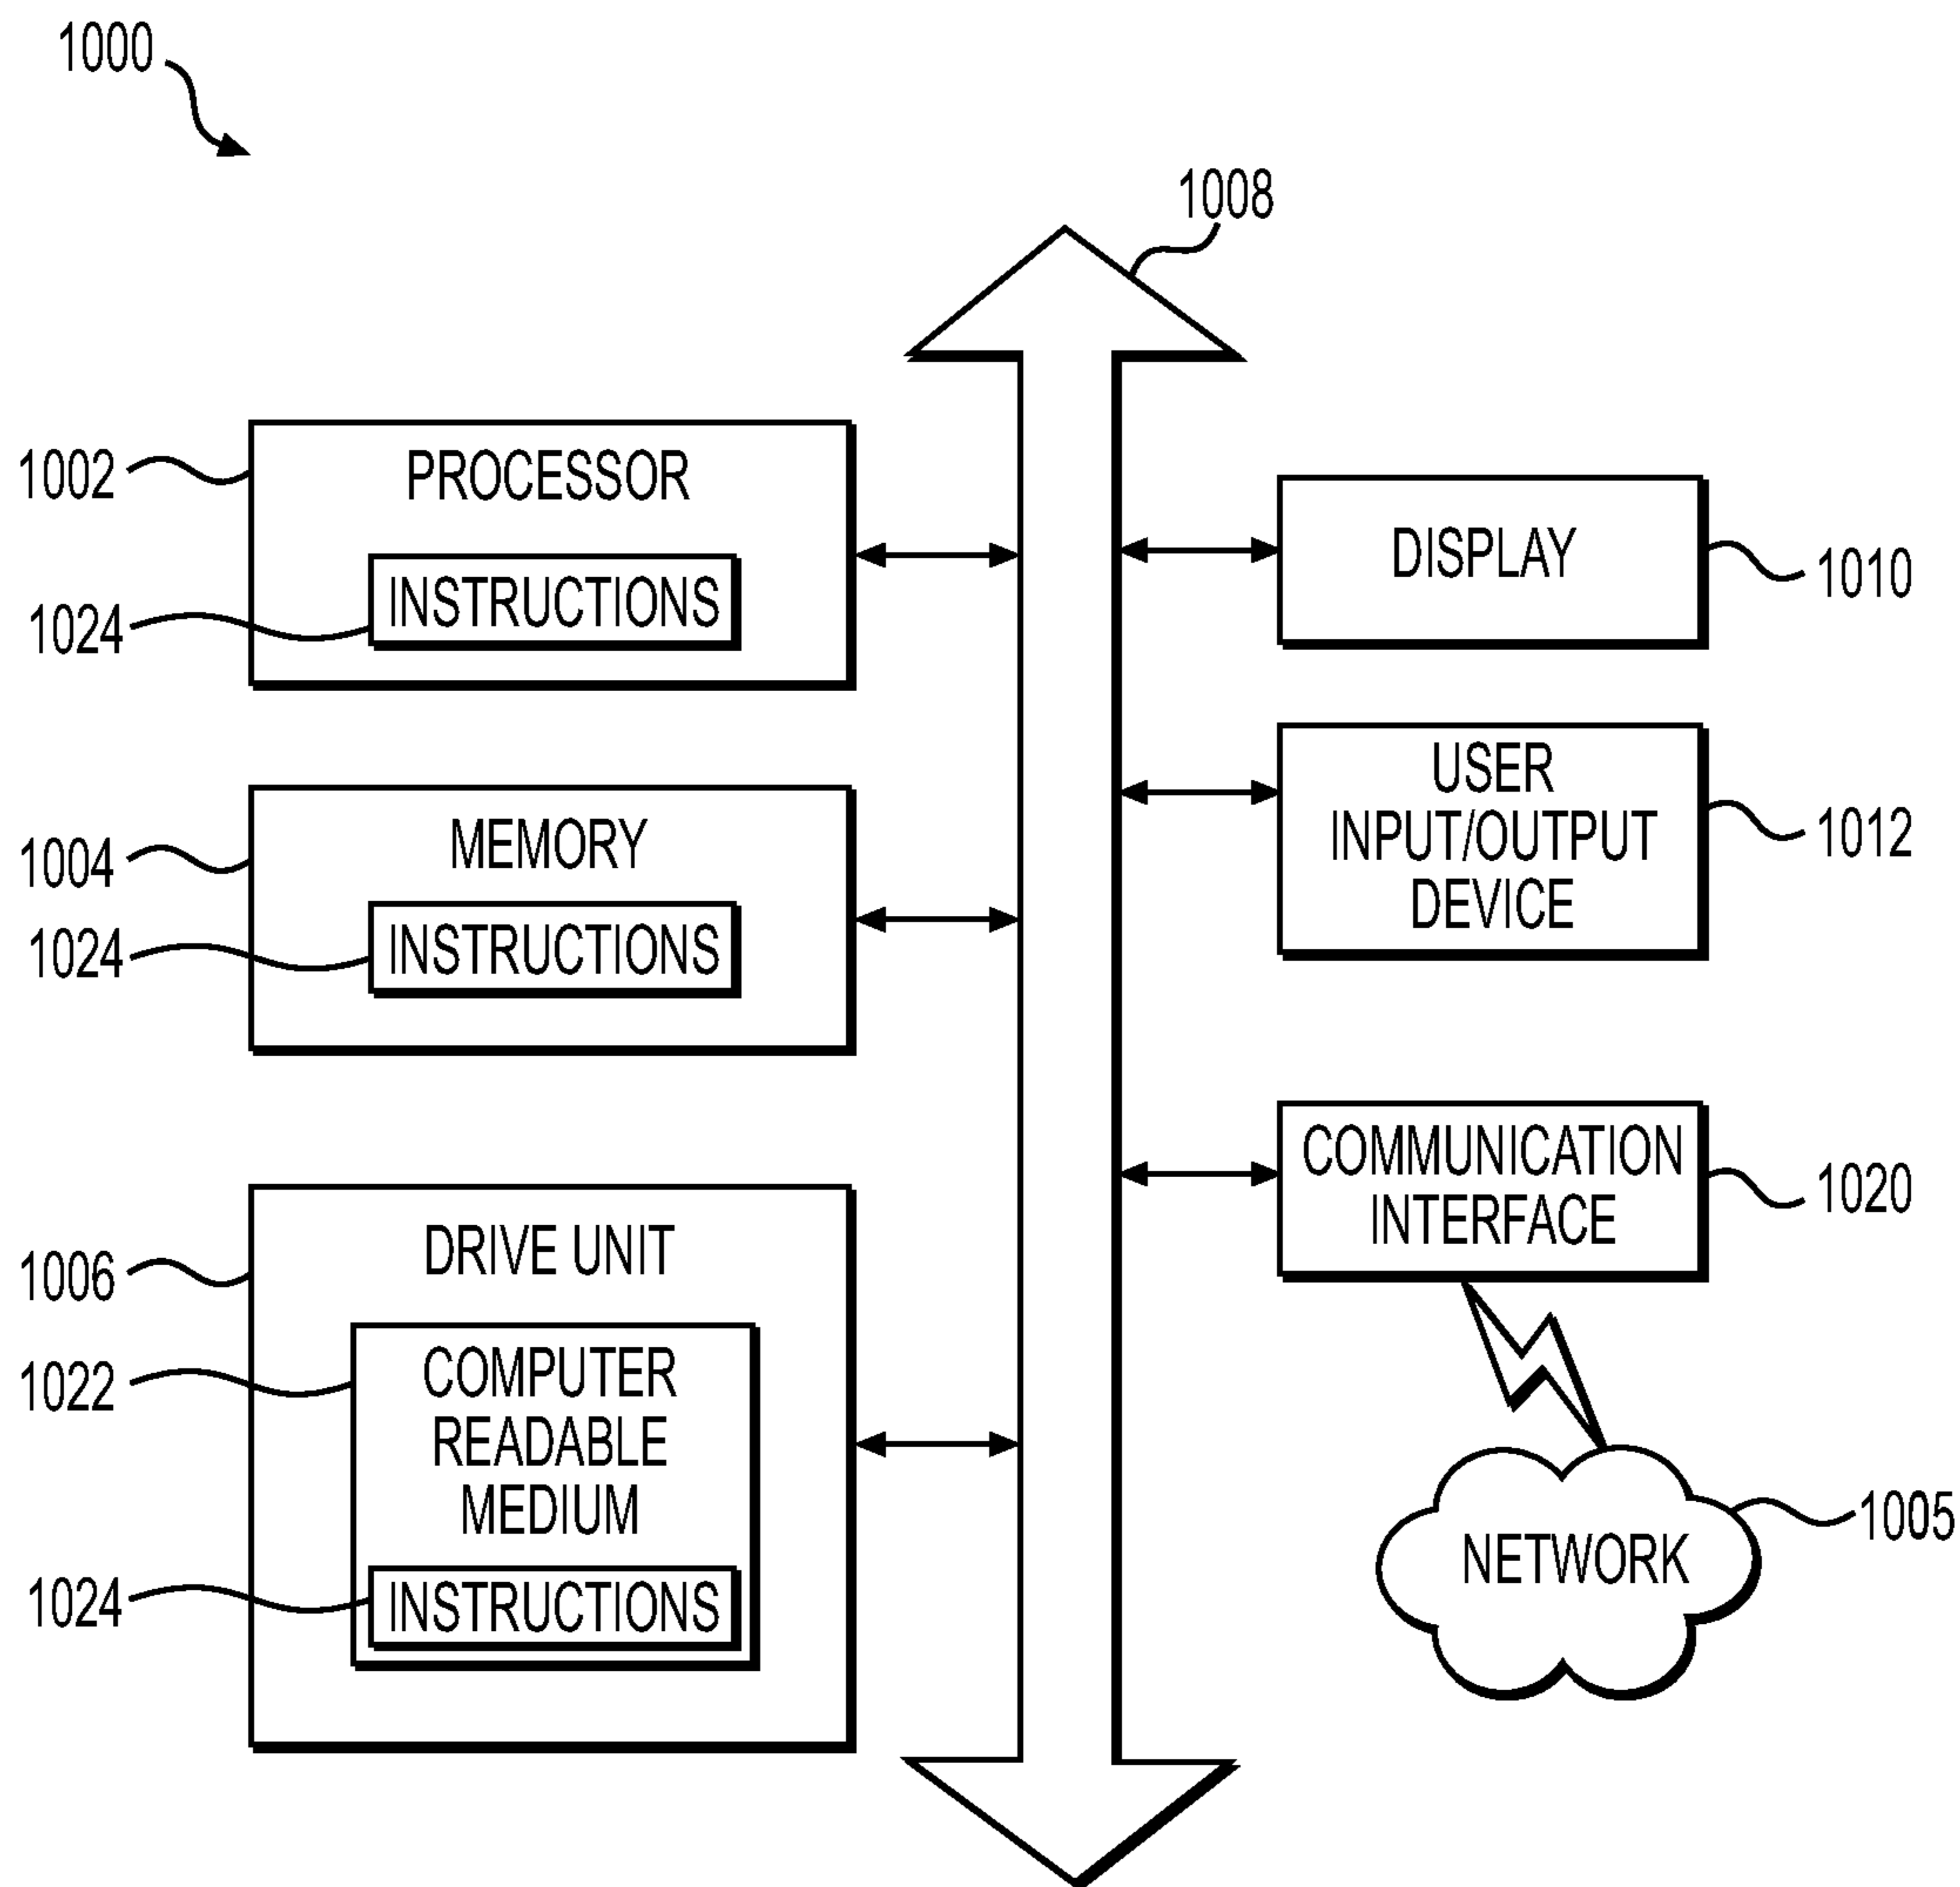 1000
1008
1002
PROCESSOR
1024
INSTRUCTIONS
DISPLAY
1010
1004
MEMORY
1024
INSTRUCTIONS
USER
INPUT/OUTPUT
DEVICE
1012
1006
DRIVE UNIT
1022
COMPUTER
READABLE
MEDIUM
1024
INSTRUCTIONS
COMMUNICATION
INTERFACE
1020
NETWORK
1005